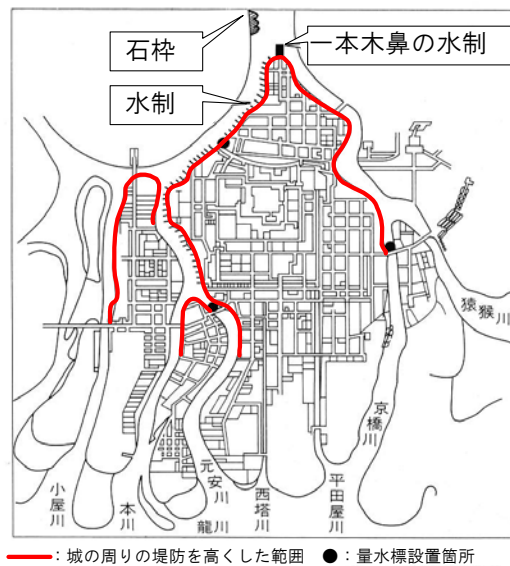 石枠
一本木鼻の水制
水制
猿猴川
京橋川
平田屋川
西塔川
元安川
龍川
本川
小屋川
━━:城の周りの堤防を高くした範囲 ●:量水標設置箇所